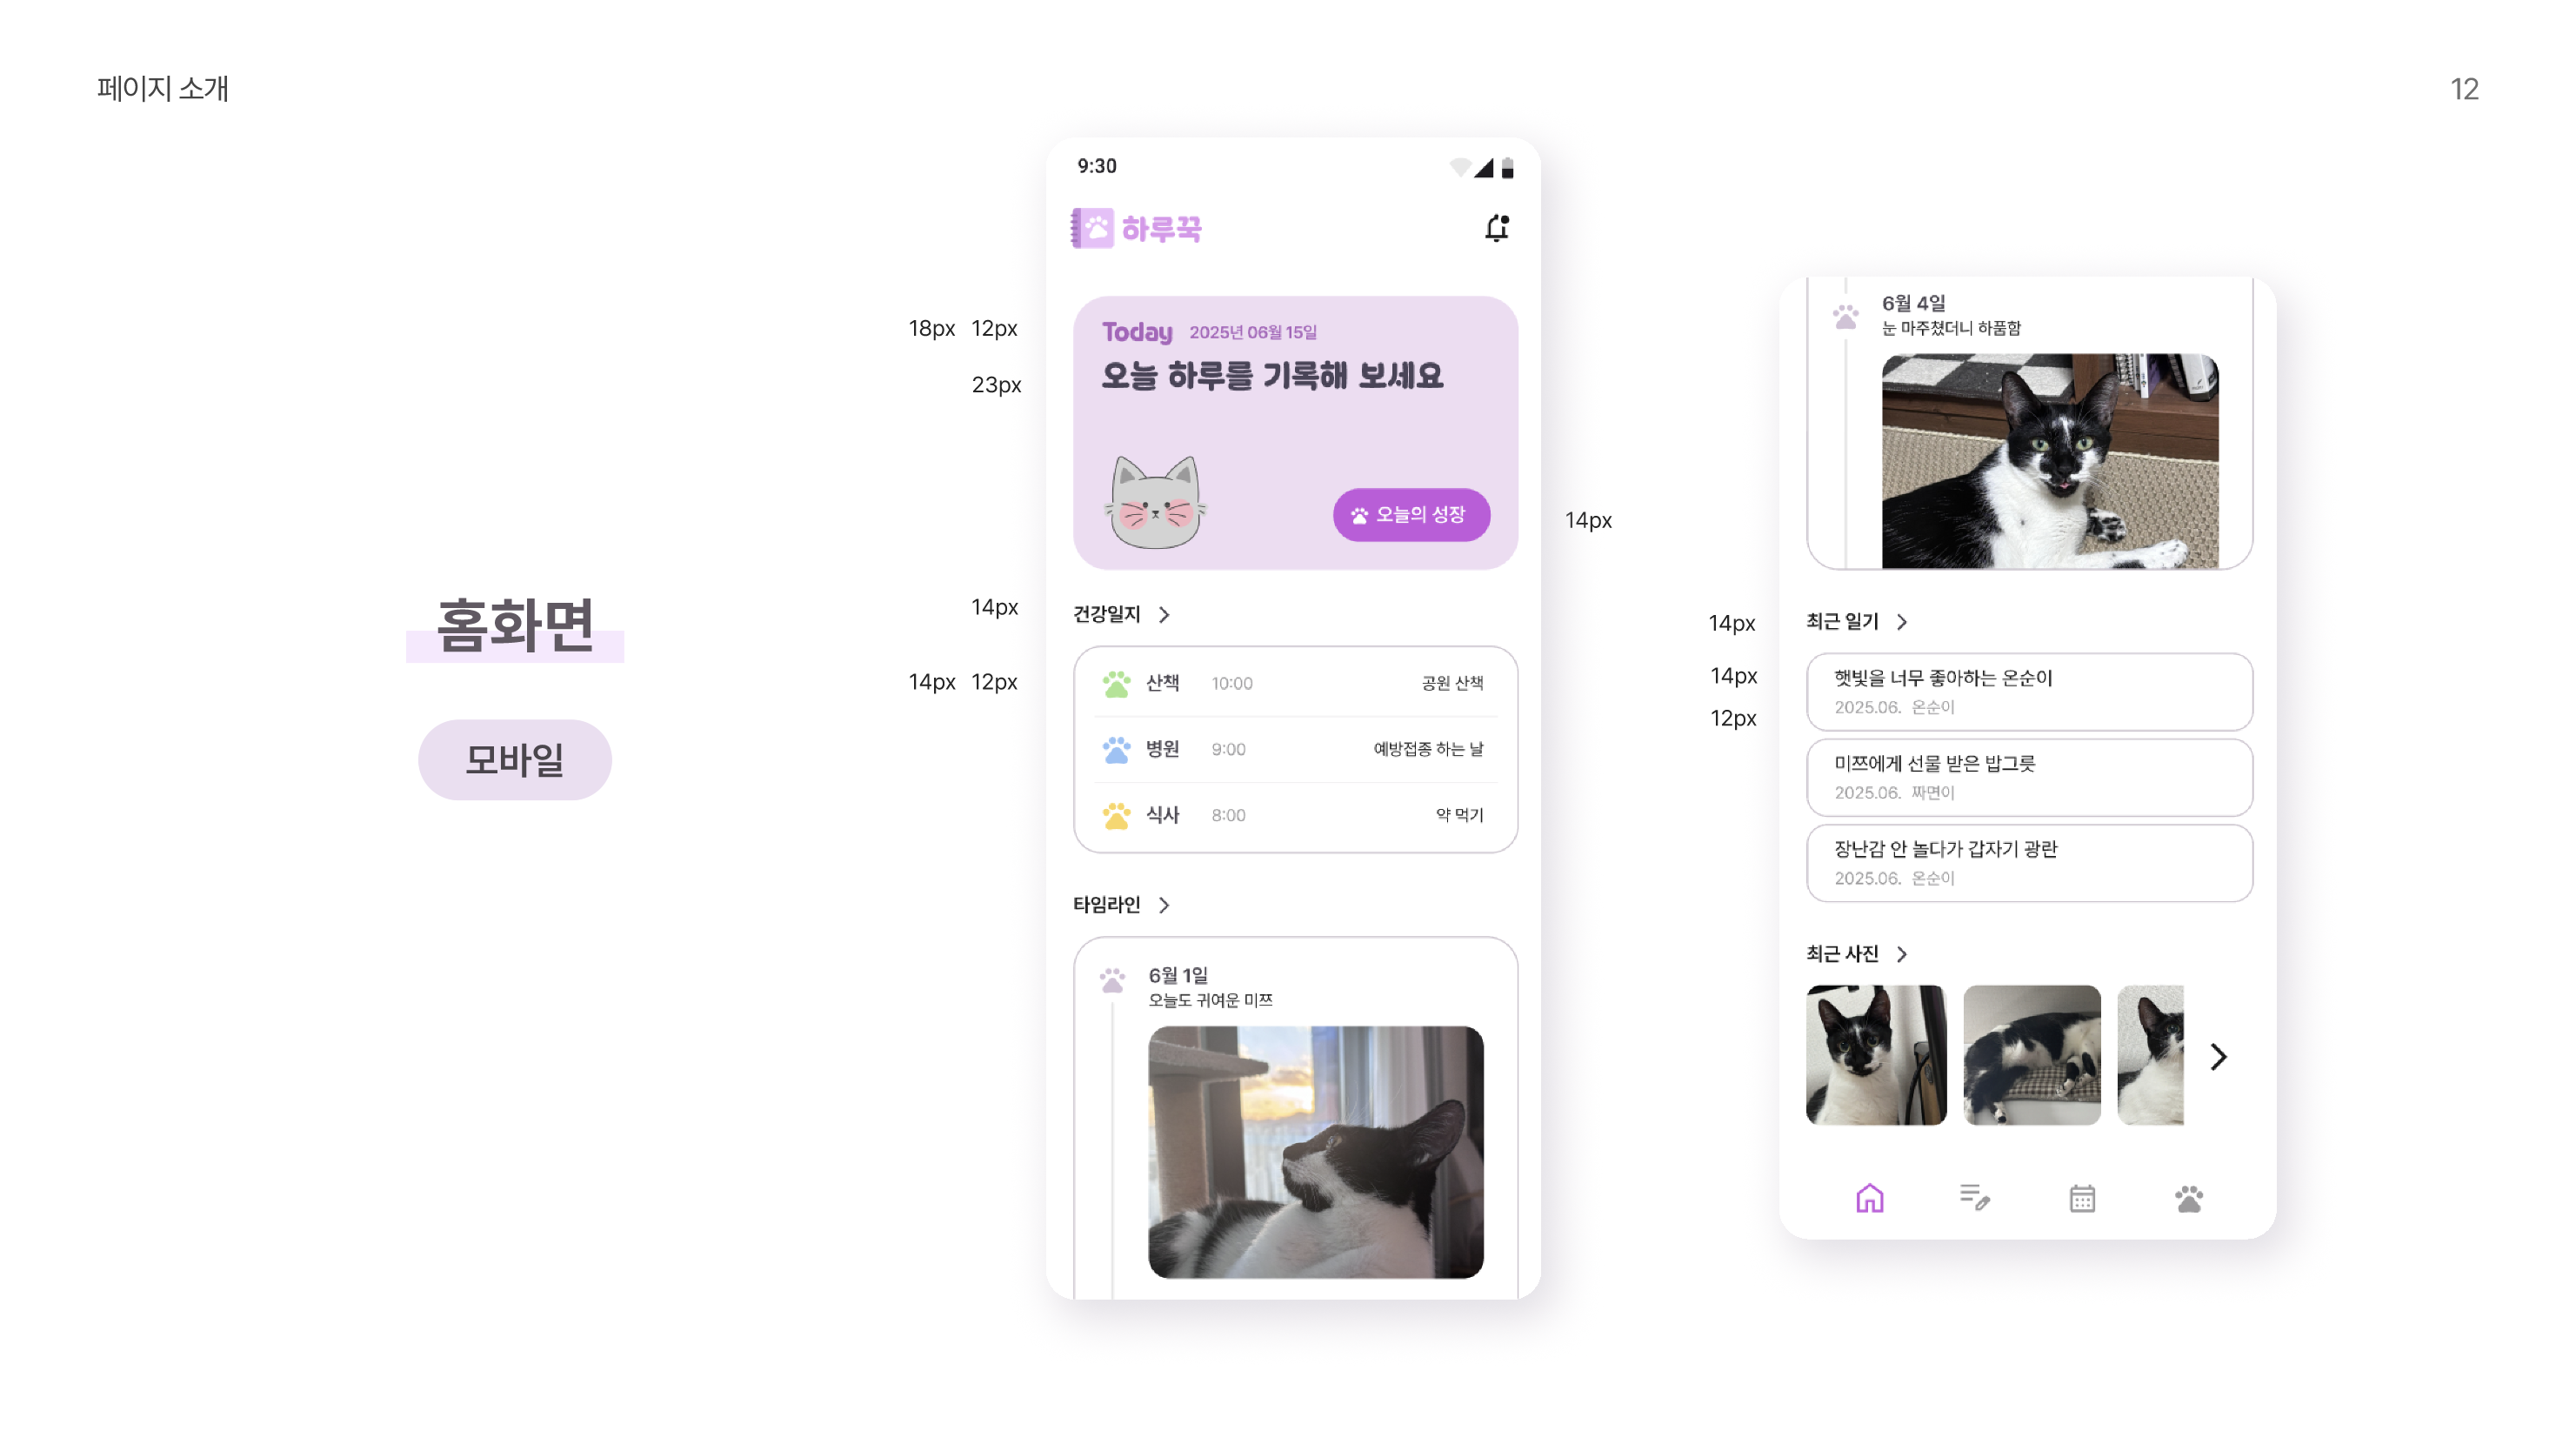 페이지 소개
12
홈화면
모바일
18px 12px
23px
14px
14px
14px 12px
9:30
하루꾹
Today 2025년 06월 15일
오늘 하루를 기록해 보세요
오늘의 성장
건강일지
산책 10:00 공원 산책
병원 9:00 예방접종 하는 날
식사 8:00 약 먹기
타임라인
6월 1일
오늘도 귀여운 미쯔
14px
14px
12px
6월 4일
눈 마주쳤더니 하품함
최근 일기
햇빛을 너무 좋아하는 온순이
2025.06. 온순이
미쯔에게 선물 받은 밥그릇
2025.06. 짜면이
장난감 안 놀다가 갑자기 광란
2025.06. 온순이
최근 사진